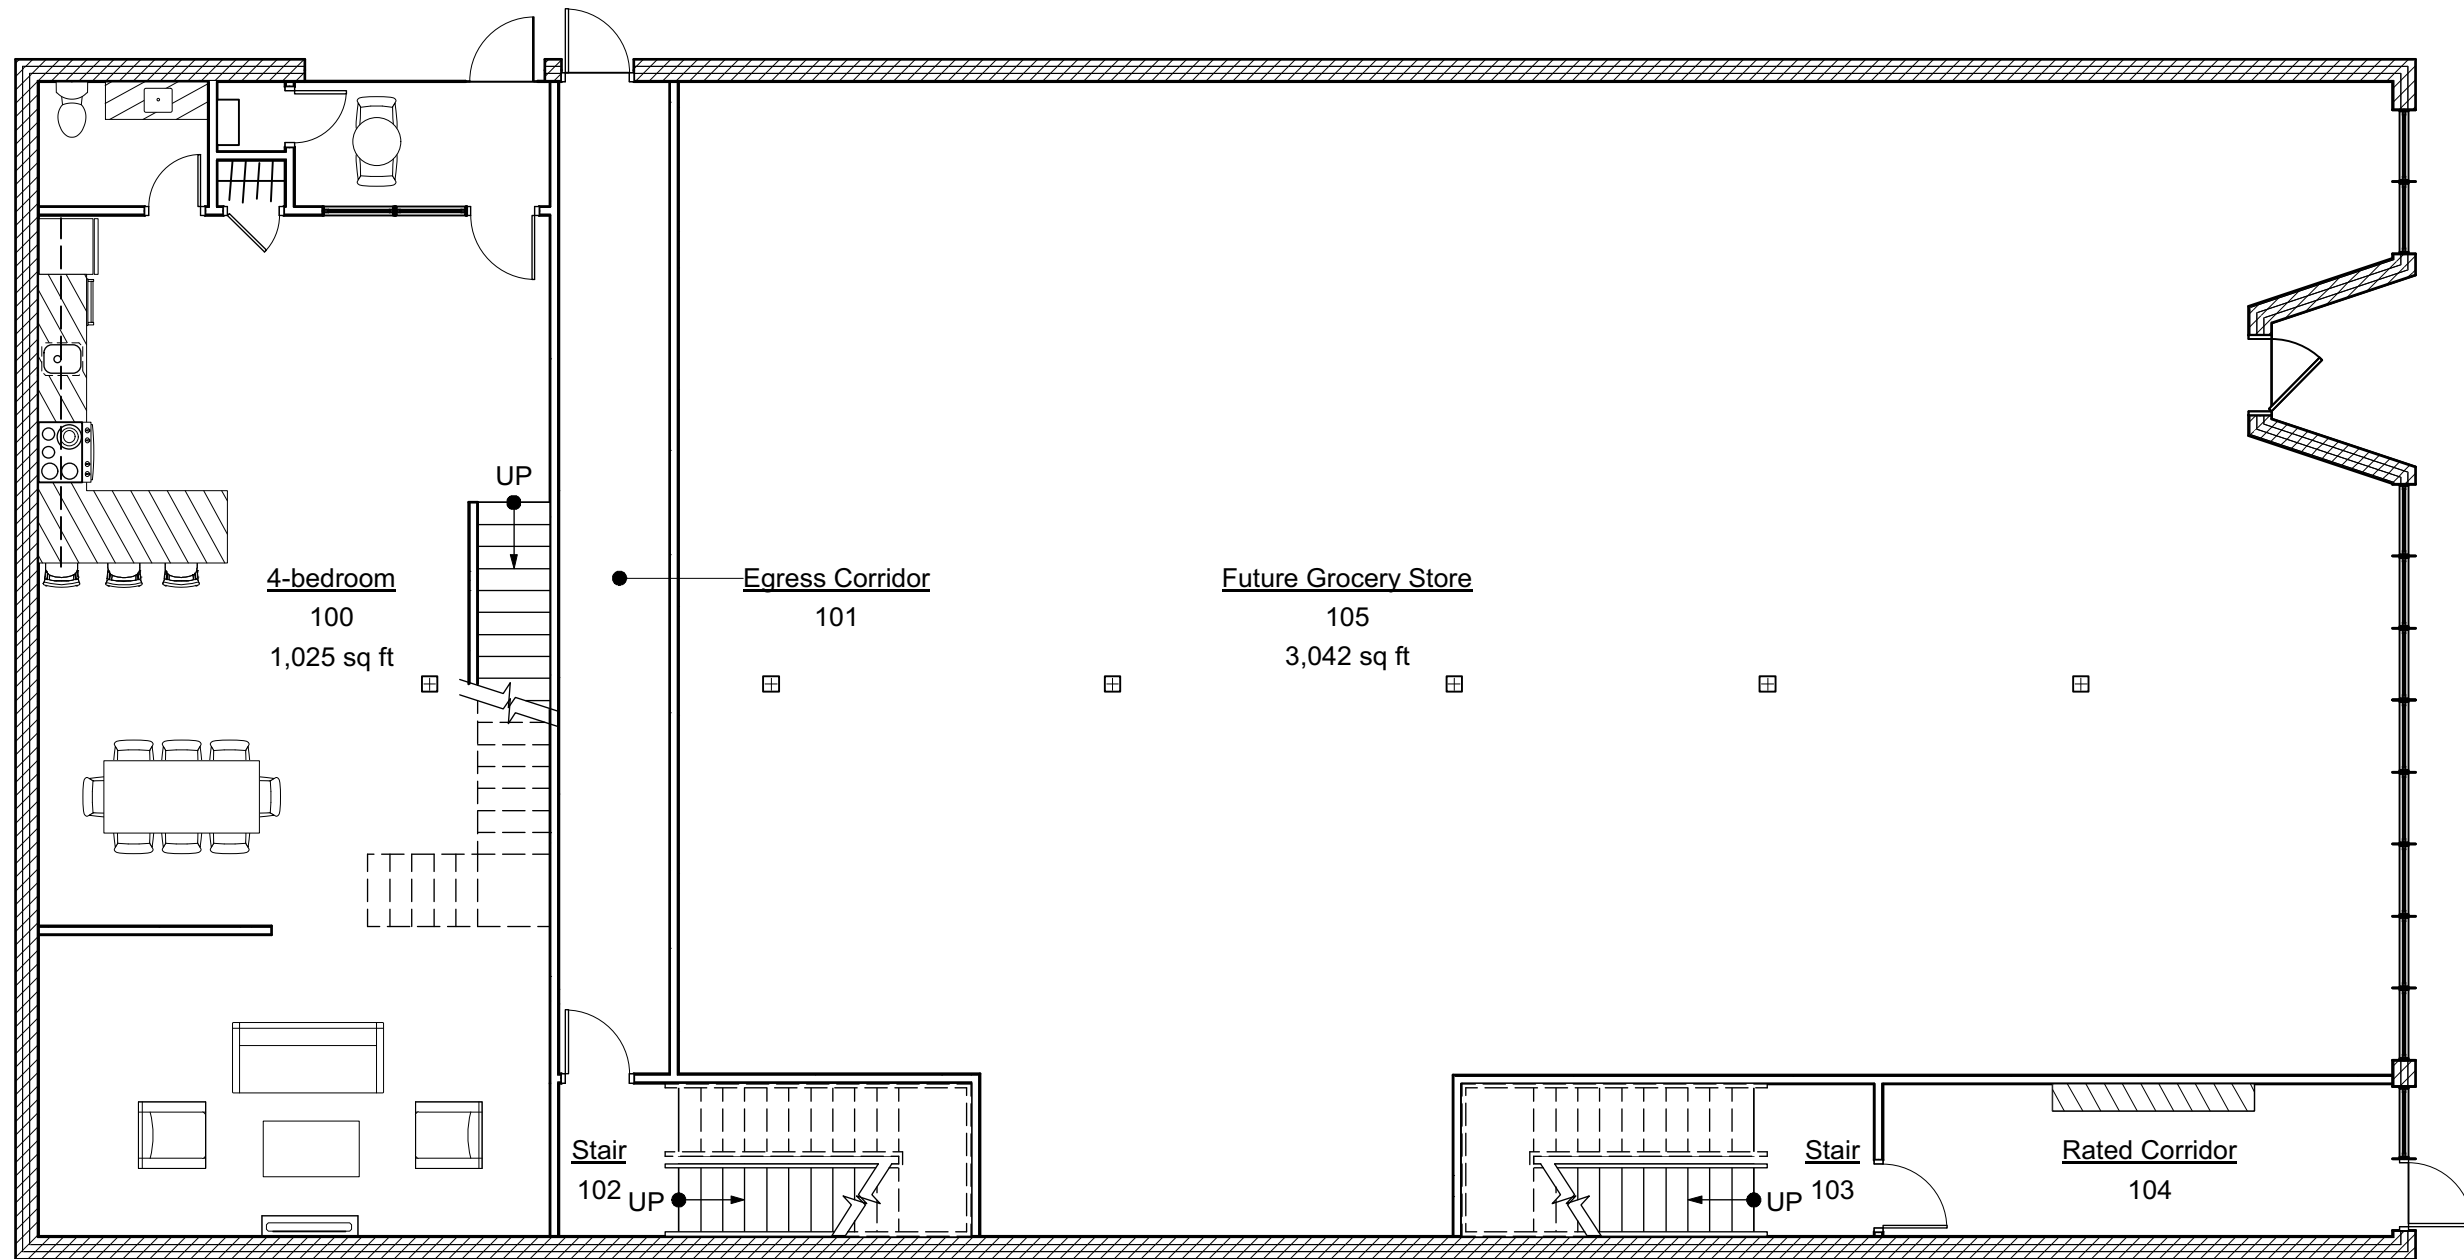 UP
4-bedroom
100
1,025 sq ft
Egress Corridor
101
Future Grocery Store
105
3,042 sq ft
Stair
102
UP
Stair
103
UP
Rated Corridor
104